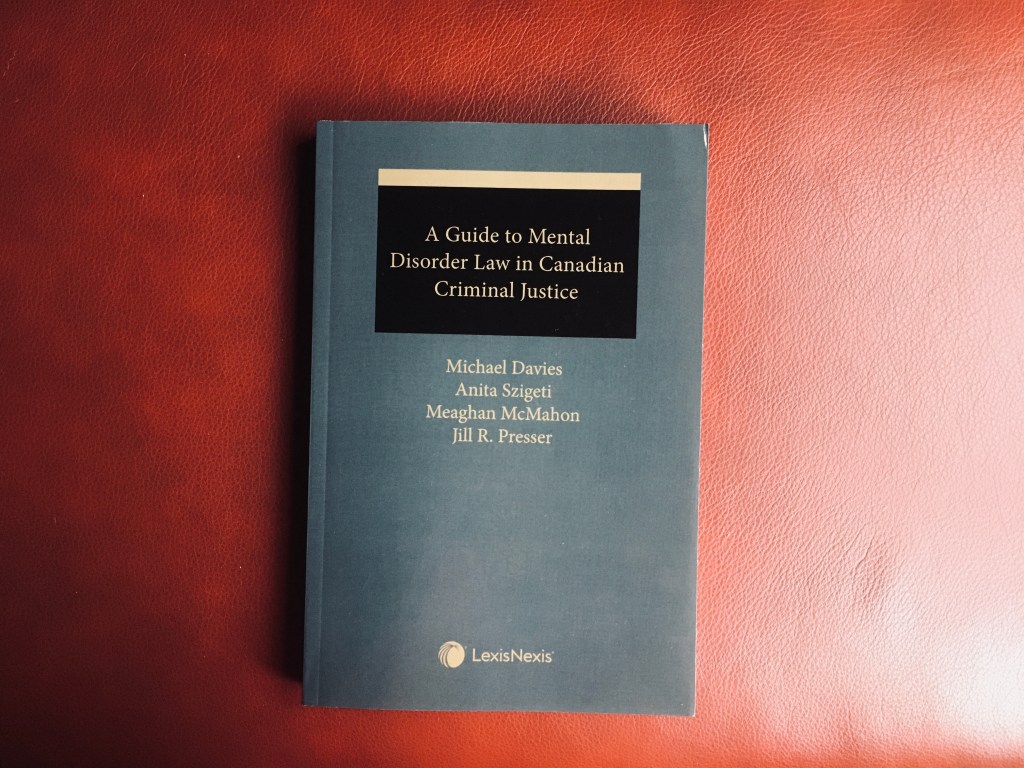 A Guide to Mental
Disorder Law in Canadian
Criminal Justice
Michael Davies
Anita Szigeti
Meaghan McMahon
Jill R. Presser
LexisNexis®